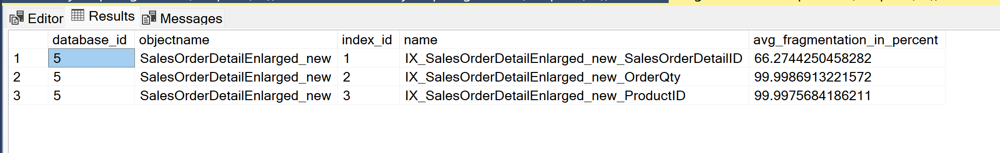 Editor Results Messages
database_id objectname index_id name avg_fragmentation_in_percent
1 5 SalesOrderDetailEnlarged_new 1 IX_SalesOrderDetailEnlarged_new_SalesOrderDetailID 66.2744250458282
2 5 SalesOrderDetailEnlarged_new 2 IX_SalesOrderDetailEnlarged_new_OrderQty 99.9986913221572
3 5 SalesOrderDetailEnlarged_new 3 IX_SalesOrderDetailEnlarged_new_ProductID 99.9975684186211